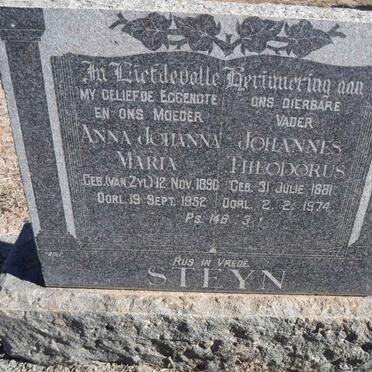 In Liefdevolle Herinnering aan
MY GELIEFDE EGGENOTE
EN ONS MOEDER
ANNA JOHANNA
MARIA
GEB. (VAN ZYL) 12 NOV. 1890
OORL. 19 SEPT. 1952
ONS DIERBARE
VADER
JOHANNES
THEODORUS
GEB. 31 JULIE 1881
OORL. 2. 2. 1974
PS. 146 3
RUS IN VREDE
STEYN